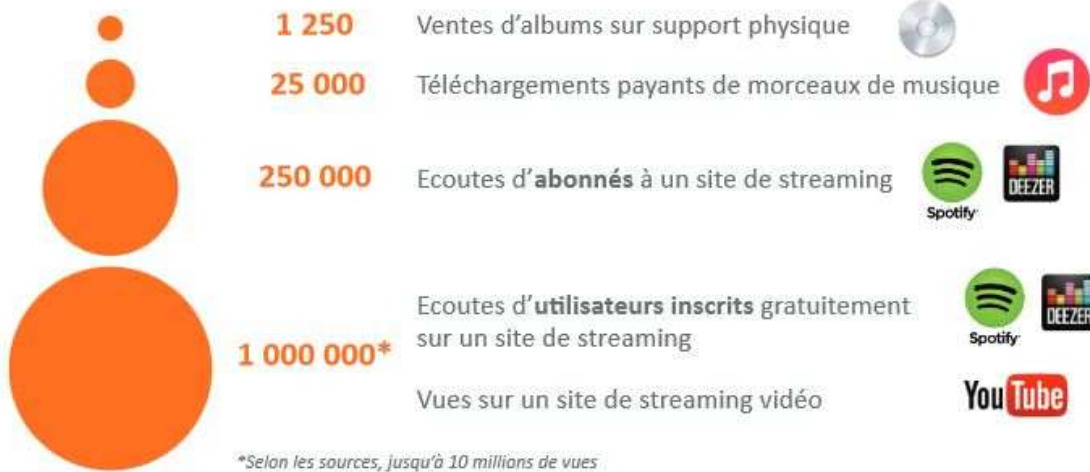 1 250 Ventes d'albums sur support physique
25 000 Téléchargements payants de morceaux de musique
250 000 Ecoutes d'abonnés à un site de streaming
Spotify DEEZER
Ecoutes d'utilisateurs inscrits gratuitement
sur un site de streaming
Spotify DEEZER
1 000 000*
Vues sur un site de streaming vidéo
YouTube
*Selon les sources, jusqu'à 10 millions de vues